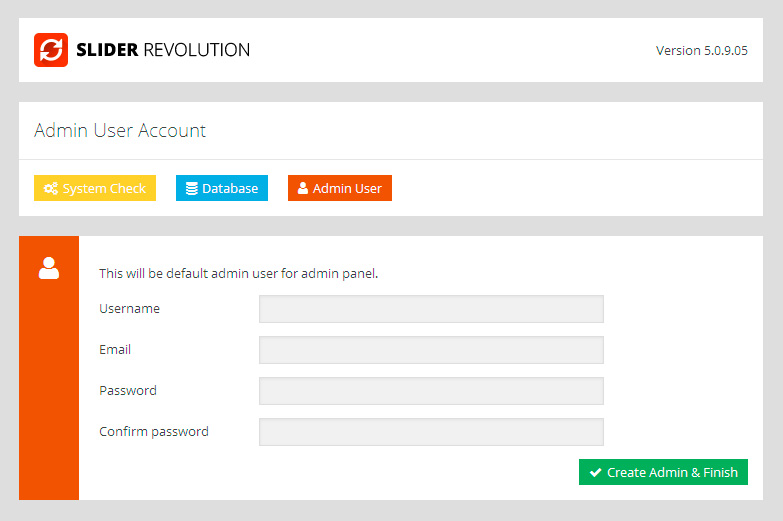 SLIDER REVOLUTION
Version 5.0.9.05
Admin User Account
System Check Database Admin User
This will be default admin user for admin panel.
Username
Email
Password
Confirm password
Create Admin & Finish